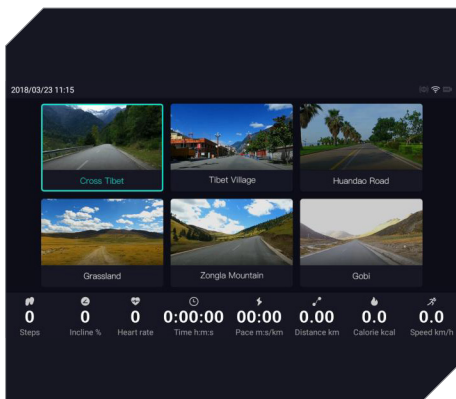 2018/03/23 11:15
Cross Tibet
Tibet Village
Huandao Road
Grassland
Zongla Mountain
Gobi
0 0 0 0:00:00 00:00 0.00 0.0 0.0
Steps Incline % Heart rate Time h:m:s Pace m:s/km Distance km Calorie kcal Speed km/h